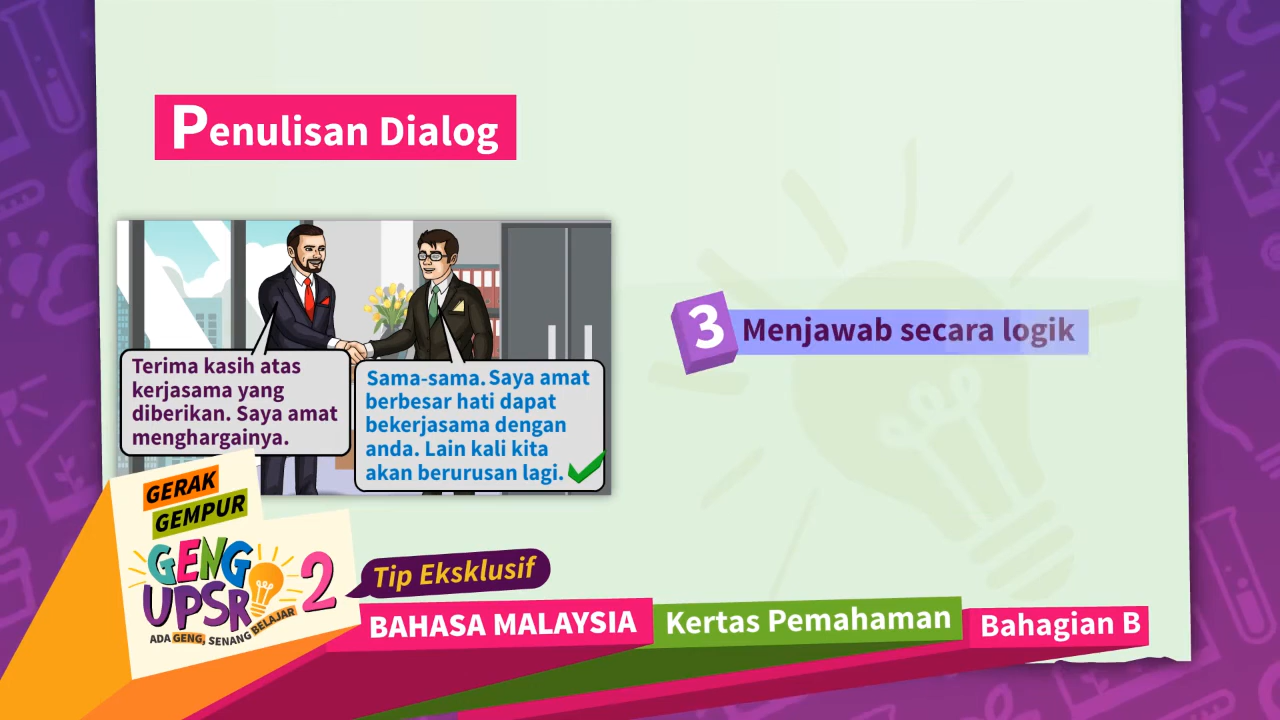 Penulisan Dialog
Terima kasih atas
kerjasama yang
diberikan. Saya amat
menghargainya.
Sama-sama. Saya amat
berbesar hati dapat
bekerjasama dengan
anda. Lain kali kita
akan berurusan lagi.
3 Menjawab secara logik
GERAK
GEMPUR
GENG
UPSR 2
ADA GENG, SENANG BELAJAR
Tip Eksklusif
BAHASA MALAYSIA Kertas Pemahaman Bahagian B